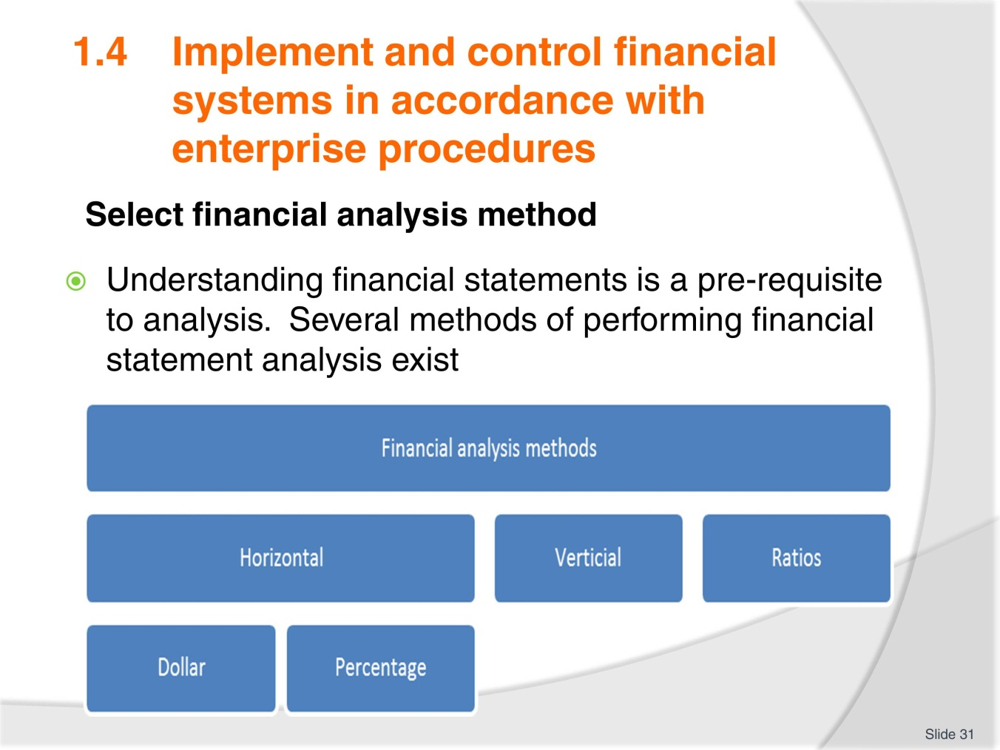 1.4 Implement and control financial
systems in accordance with
enterprise procedures
Select financial analysis method
Understanding financial statements is a pre-requisite
to analysis.  Several methods of performing financial
statement analysis exist
Financial analysis methods
Horizontal
Verticial
Ratios
Dollar
Percentage
Slide 31